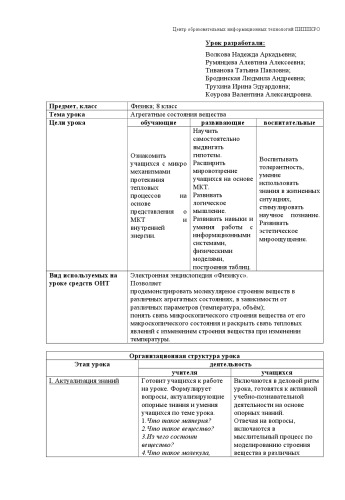 Центр образовательных информационных технологий ПИППКРО
Урок разработали:
Волкова Надежда Аркадьевна;
Румянцева Алевтина Алексеевна;
Тиванова Татьяна Павловна;
Бродинская Людмила Андреевна;
Трухина Ирина Эдуардовна;
Коурова Валентина Александровна.
Предмет, класс Физика; 8 класс
Тема урока Агрегатные состояния вещества
Цели урока обучающие развивающие воспитательные
Ознакомить
учащихся с микро
механизмами
протекания
тепловых
процессов на
основе
представления о
МКТ и
внутренней
энергии.
Научить
самостоятельно
выдвигать
гипотезы.
Расширить
мировоззрение
учащихся на основе
МКТ.
Развивать
логическое
мышление.
Развивать навыки и
умения работы с
информационными
системами,
физическими
моделями,
построения таблиц
Воспитывать
толерантность,
умение
использовать
знания в жизненных
ситуациях,
стимулировать
научное познание.
Развивать
эстетическое
мироощущение.
Вид используемых на
уроке средств ОИТ
Электронная энциклопедия «Физикус».
Позволяет
продемонстрировать молекулярное строение веществ в
различных агрегатных состояниях, в зависимости от
различных параметров (температура, объём);
понять связь микроскопического строения вещества от его
макроскопического состояния и раскрыть связь тепловых
явлений с изменением строения вещества при изменении
температуры.
Организационная структура урока
Этап урока деятельность
учителя учащихся
I. Актуализация знаний
Готовит учащихся к работе
на уроке. Формулирует
вопросы, актуализирующие
опорные знания и умения
учащихся по теме урока.
1.Что такое материя?
2.Что такое вещество?
3.Из чего состоит
вещество?
4.Что такое молекула,
Включаются в деловой ритм
урока, готовятся к активной
учебно-познавательной
деятельности на основе
опорных знаний.
Отвечая на вопросы,
включаются в
мыслительный процесс по
моделированию строения
вещества в различных